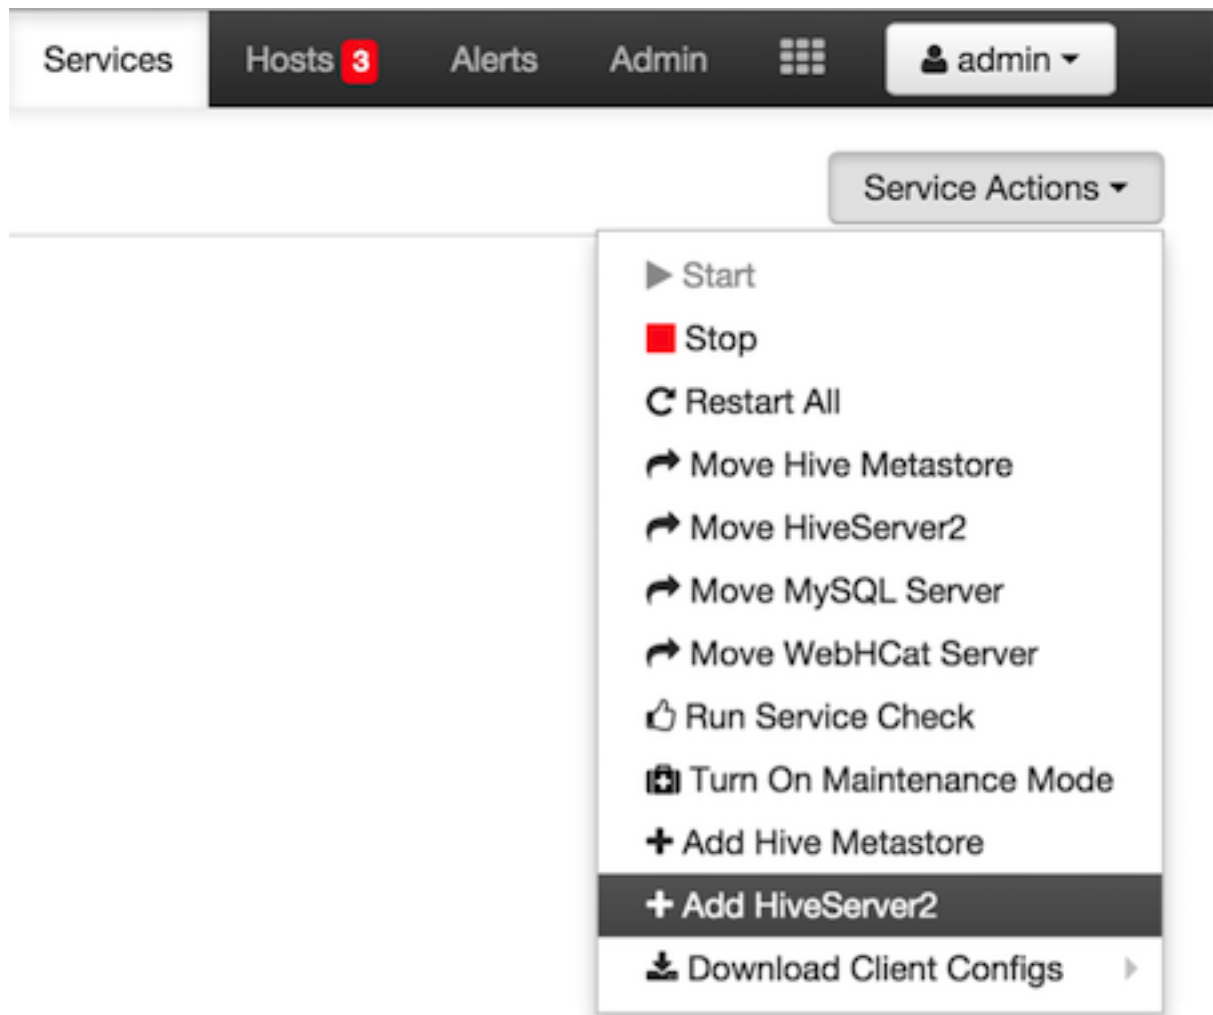 Services Hosts 3 Alerts Admin admin
Service Actions
Start
Stop
Restart All
Move Hive Metastore
Move HiveServer2
Move MySQL Server
Move WebHCat Server
Run Service Check
Turn On Maintenance Mode
Add Hive Metastore
Add HiveServer2
Download Client Configs